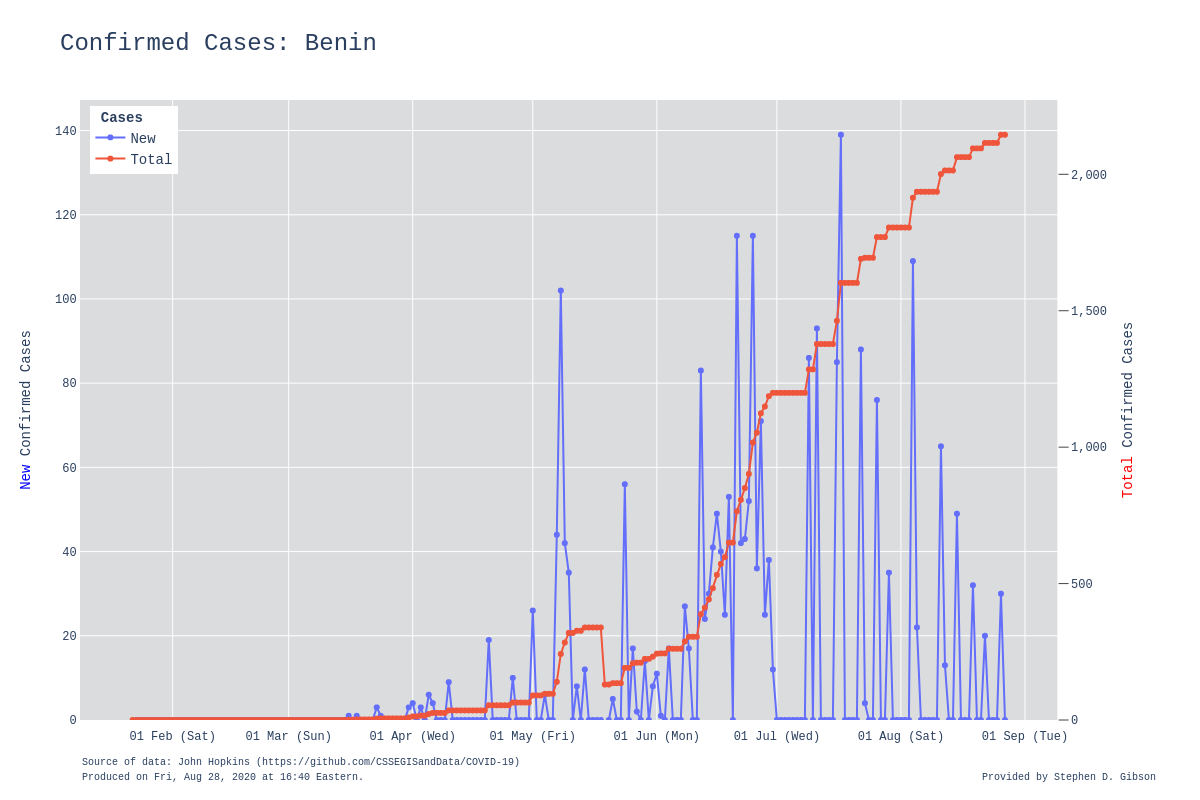 Confirmed Cases: Benin
Cases
New
Total
140
120
100
80
60
40
20
0
2,000
1,500
1,000
500
0
New Confirmed Cases
Total Confirmed Cases
01 Feb (Sat)
01 Mar (Sun)
01 Apr (Wed)
01 May (Fri)
01 Jun (Mon)
01 Jul (Wed)
01 Aug (Sat)
01 Sep (Tue)
Source of data: John Hopkins (https://github.com/CSSEGISandData/COVID-19)
Produced on Fri, Aug 28, 2020 at 16:40 Eastern.
Provided by Stephen D. Gibson